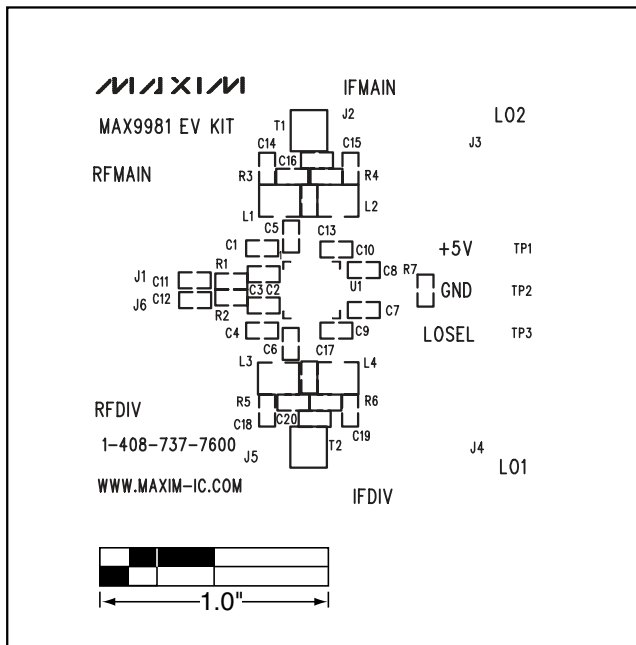 MAXIM
IFMAIN
J2
LO2
T1
MAX9981 EV KIT
J3
C14
C15
C16
RFMAIN
R3
R4
L1
L2
C5
C13
C1
C10
+5V
TP1
R1
C8
R7
J1
C11
C3
C2
U1
GND
TP2
C12
J6
R2
C7
C4
C9
LOSEL
TP3
C6
C17
L3
L4
R5
R6
RFDIV
C18
C20
C19
1-408-737-7600
T2
J4
J5
LO1
WWW.MAXIM-IC.COM
IFDIV
1.0"